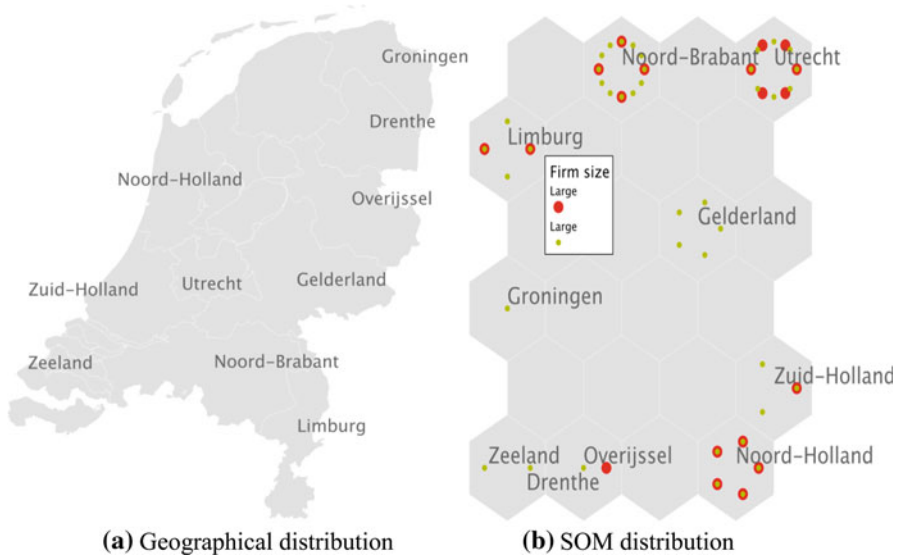 Groningen
Drenthe
Noord-Holland
Overijssel
Zuid-Holland
Utrecht
Gelderland
Zeeland
Noord-Brabant
Limburg
(a) Geographical distribution
Noord-Brabant
Utrecht
Limburg
Firm size
Large
Large
Gelderland
Groningen
Zuid-Holland
Zeeland
Overijssel
Noord-Holland
Drenthe
(b) SOM distribution